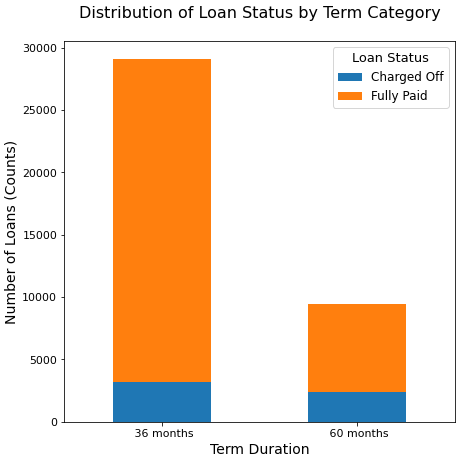 Distribution of Loan Status by Term Category
30000
25000
20000
15000
10000
5000
0
Number of Loans (Counts)
Loan Status
Charged Off
Fully Paid
36 months
60 months
Term Duration